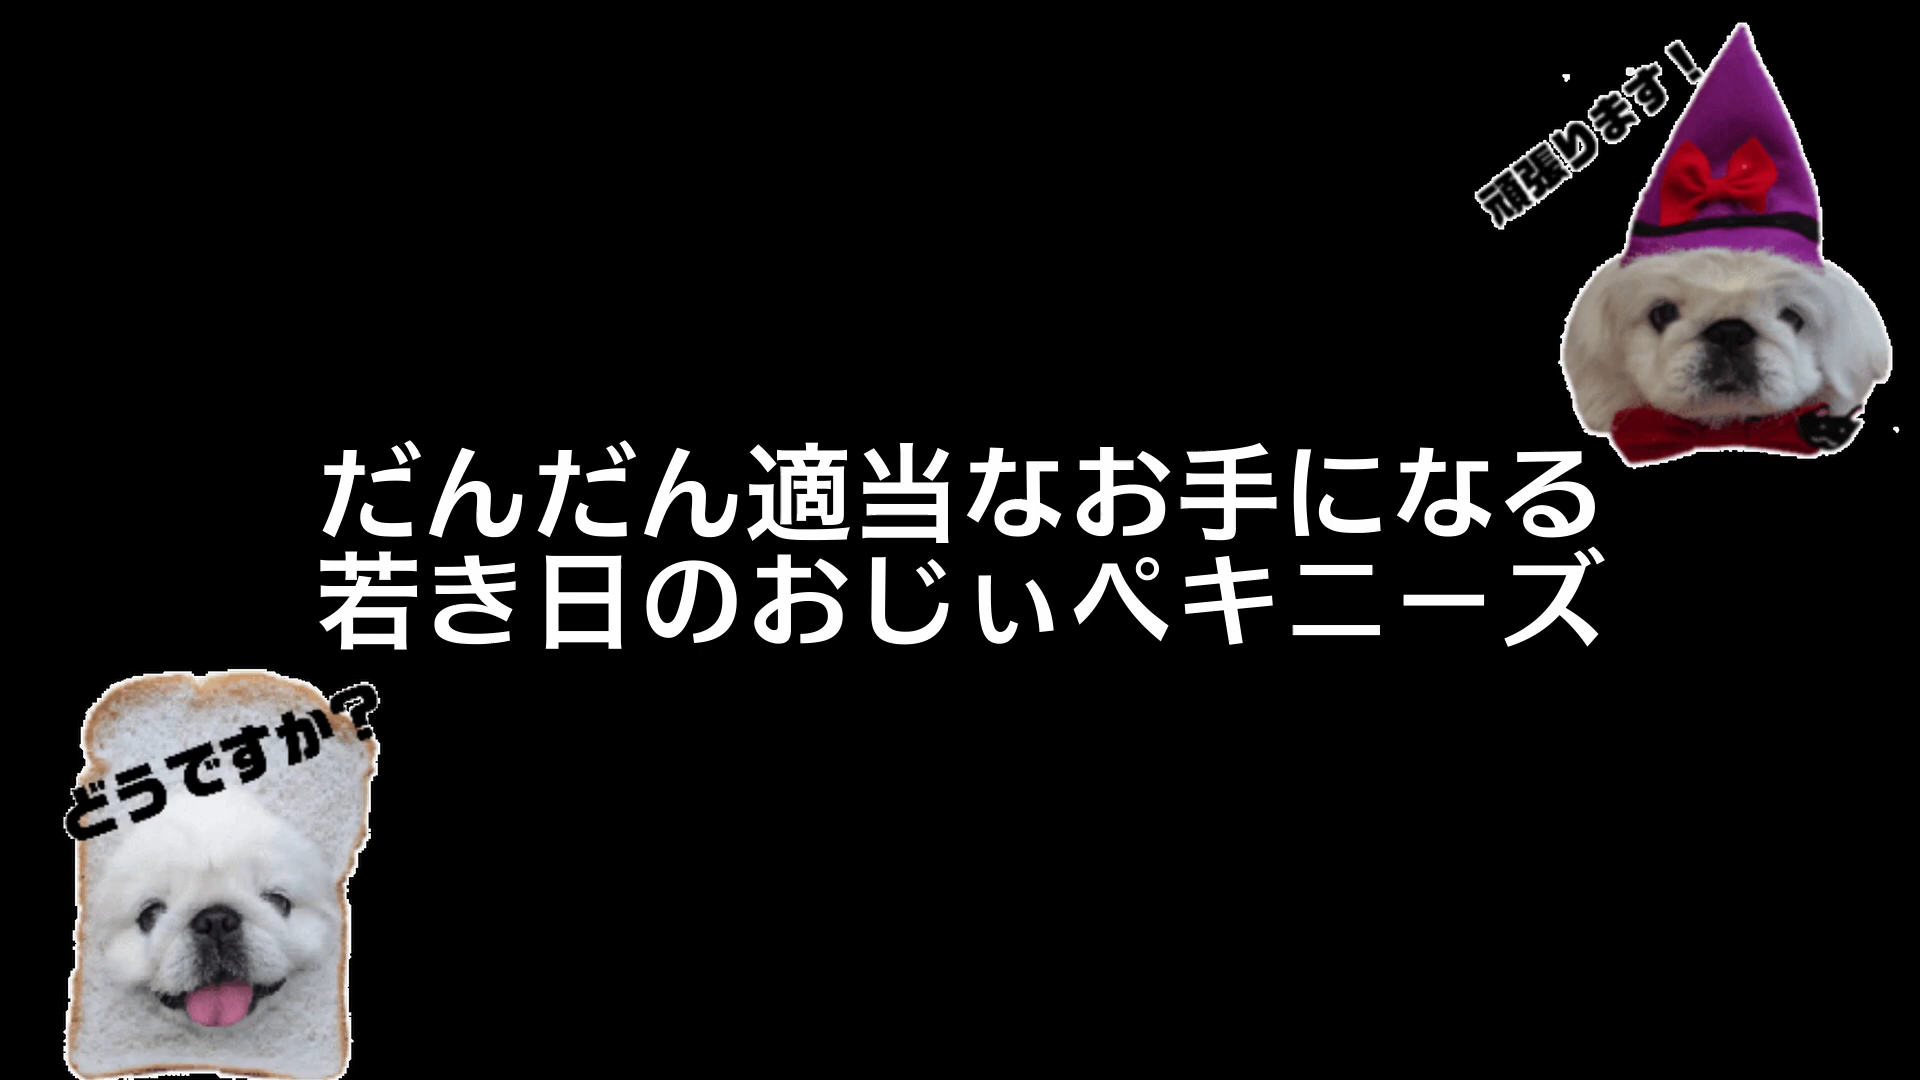 頑張ります!
だんだん適当なお手になる
若き日のおじぃペキニーズ
どうですか?